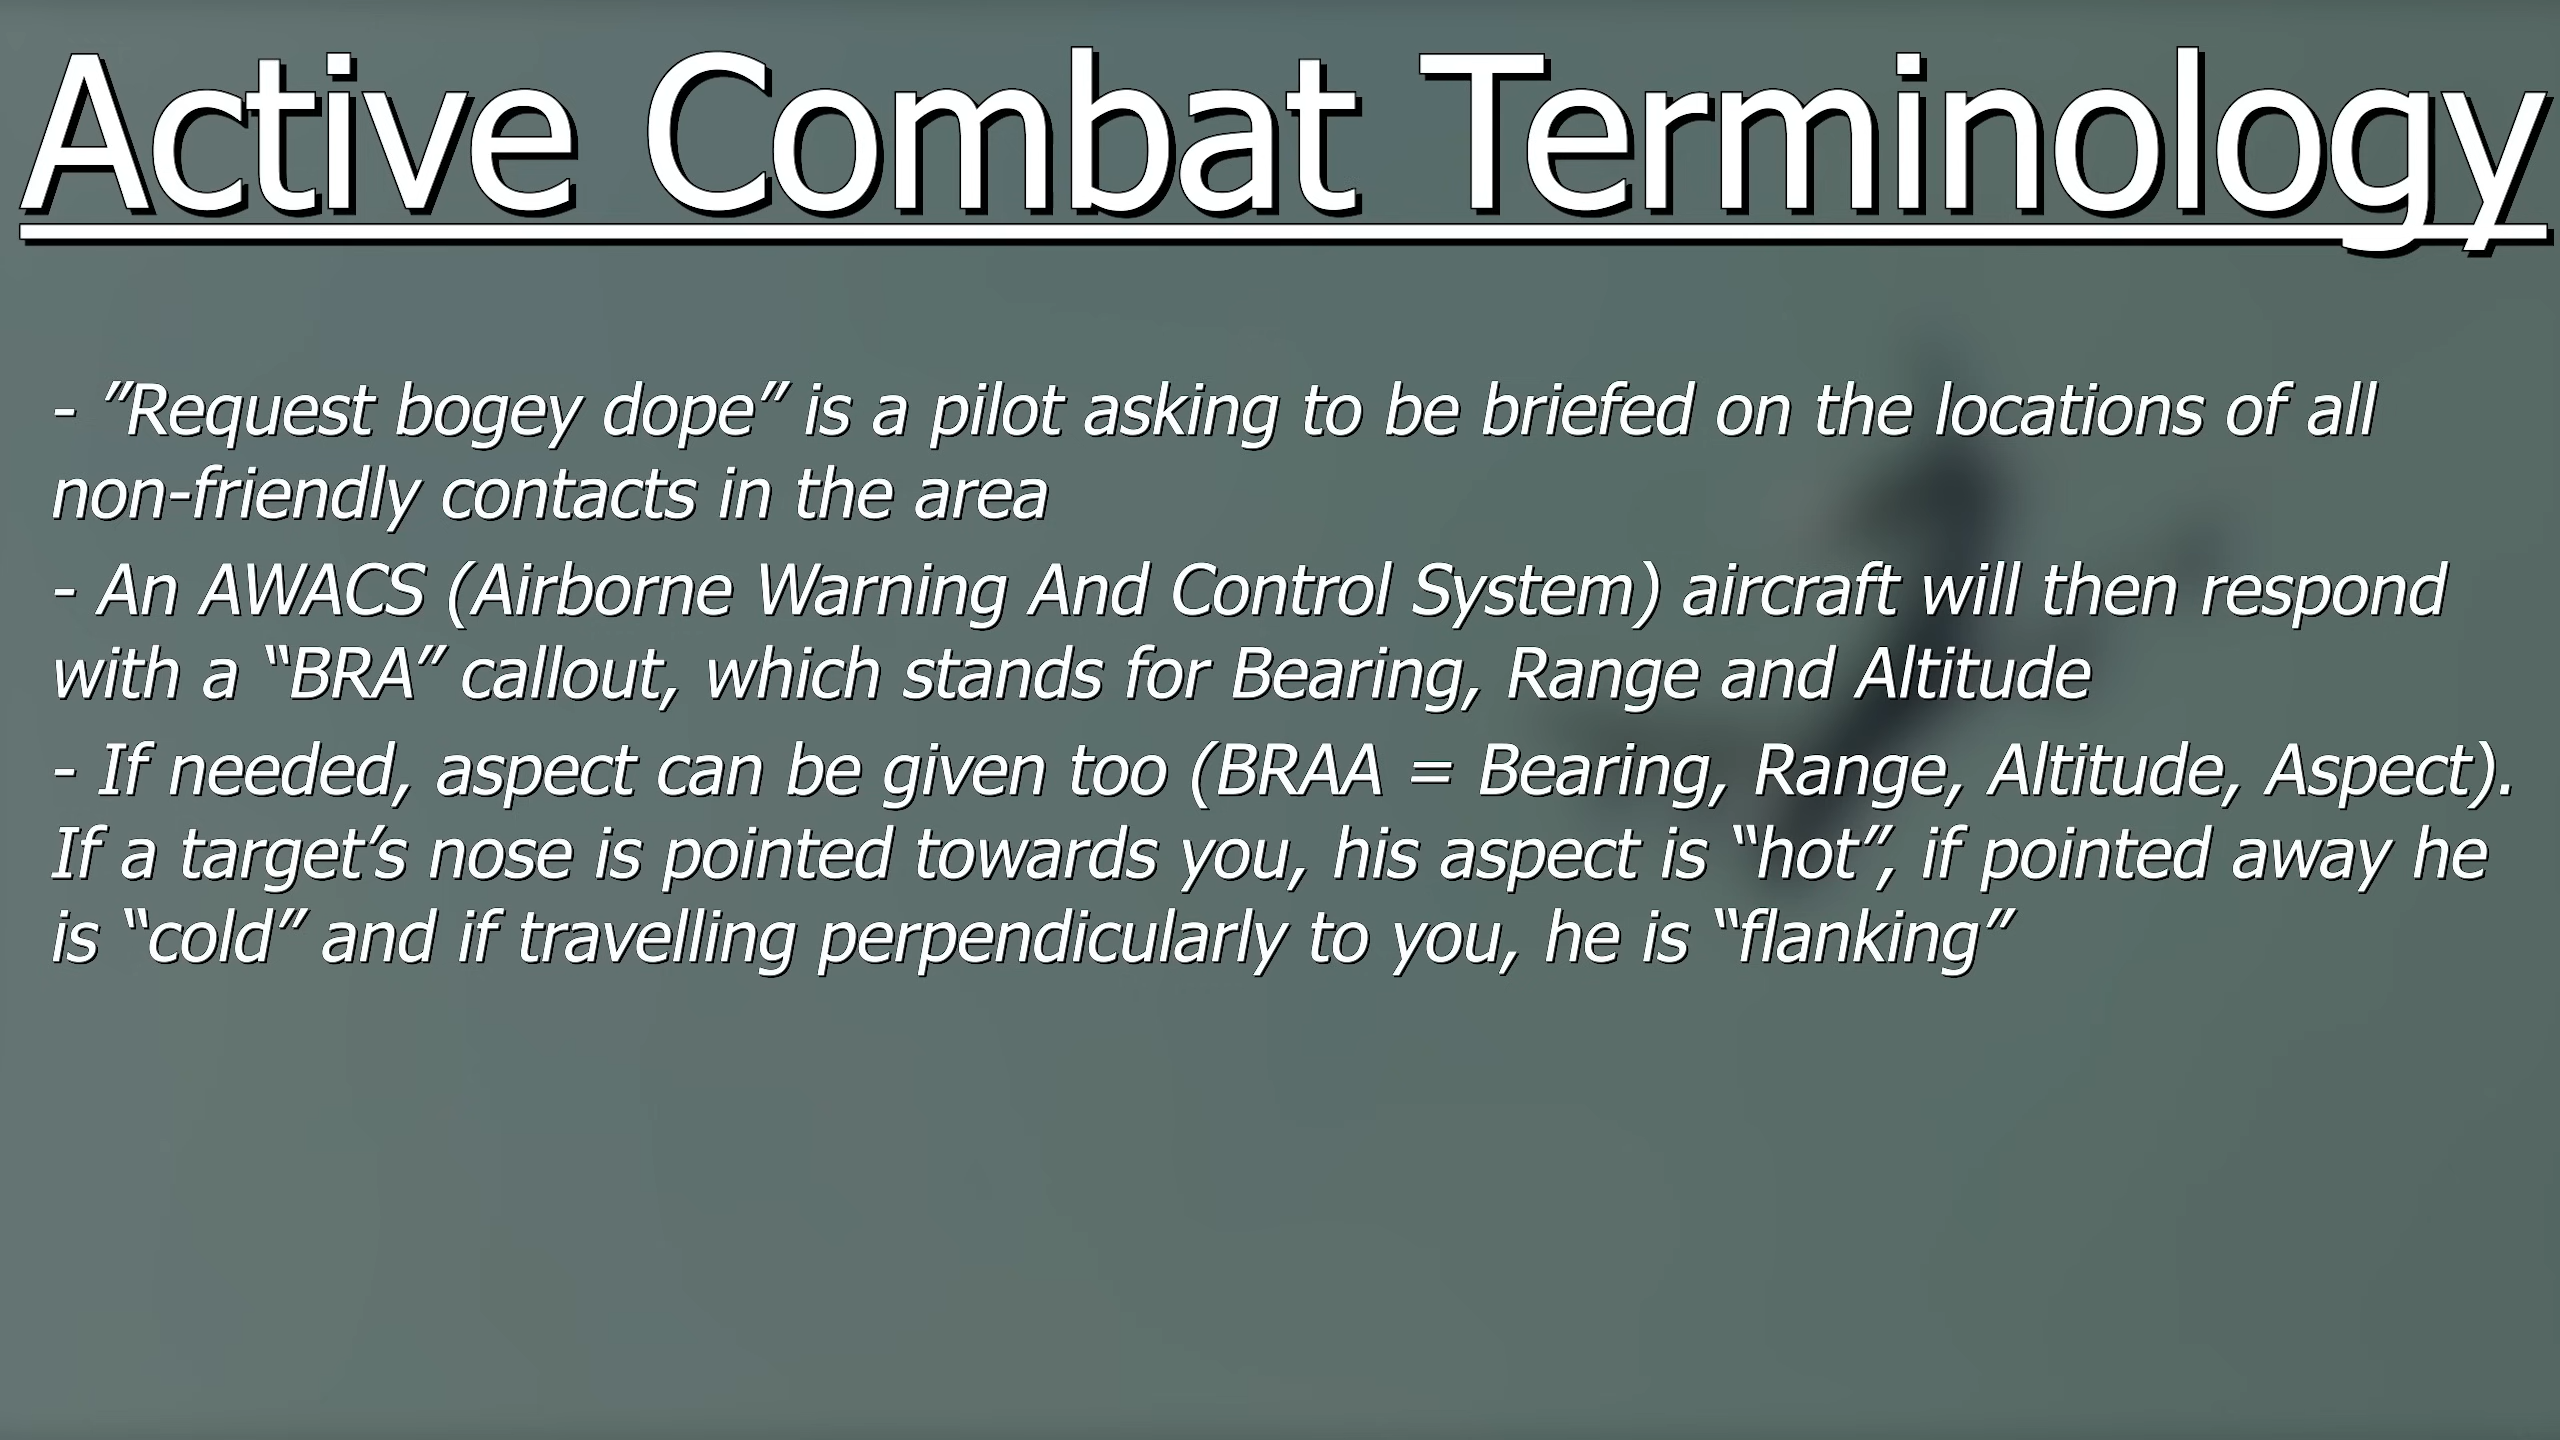 Active Combat Terminology
- ”Request bogey dope” is a pilot asking to be briefed on the locations of all
non-friendly contacts in the area
- An AWACS (Airborne Warning And Control System) aircraft will then respond
with a “BRA” callout, which stands for Bearing, Range and Altitude
- If needed, aspect can be given too (BRAA = Bearing, Range, Altitude, Aspect).
If a target’s nose is pointed towards you, his aspect is “hot”, if pointed away he
is “cold” and if travelling perpendicularly to you, he is “flanking”